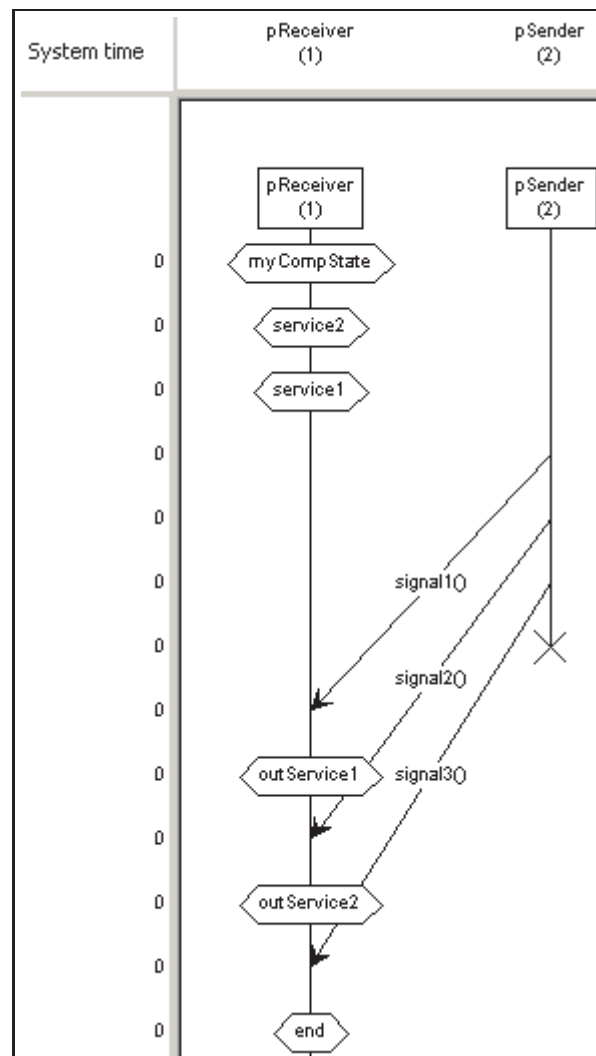 System time
pReceiver
(1)
pSender
(2)
pReceiver
(1)
pSender
(2)
0
myCompState
0
service2
0
service1
0
0
0
signal1()
0
signal2()
0
0
outService1
signal3()
0
0
outService2
0
0
end